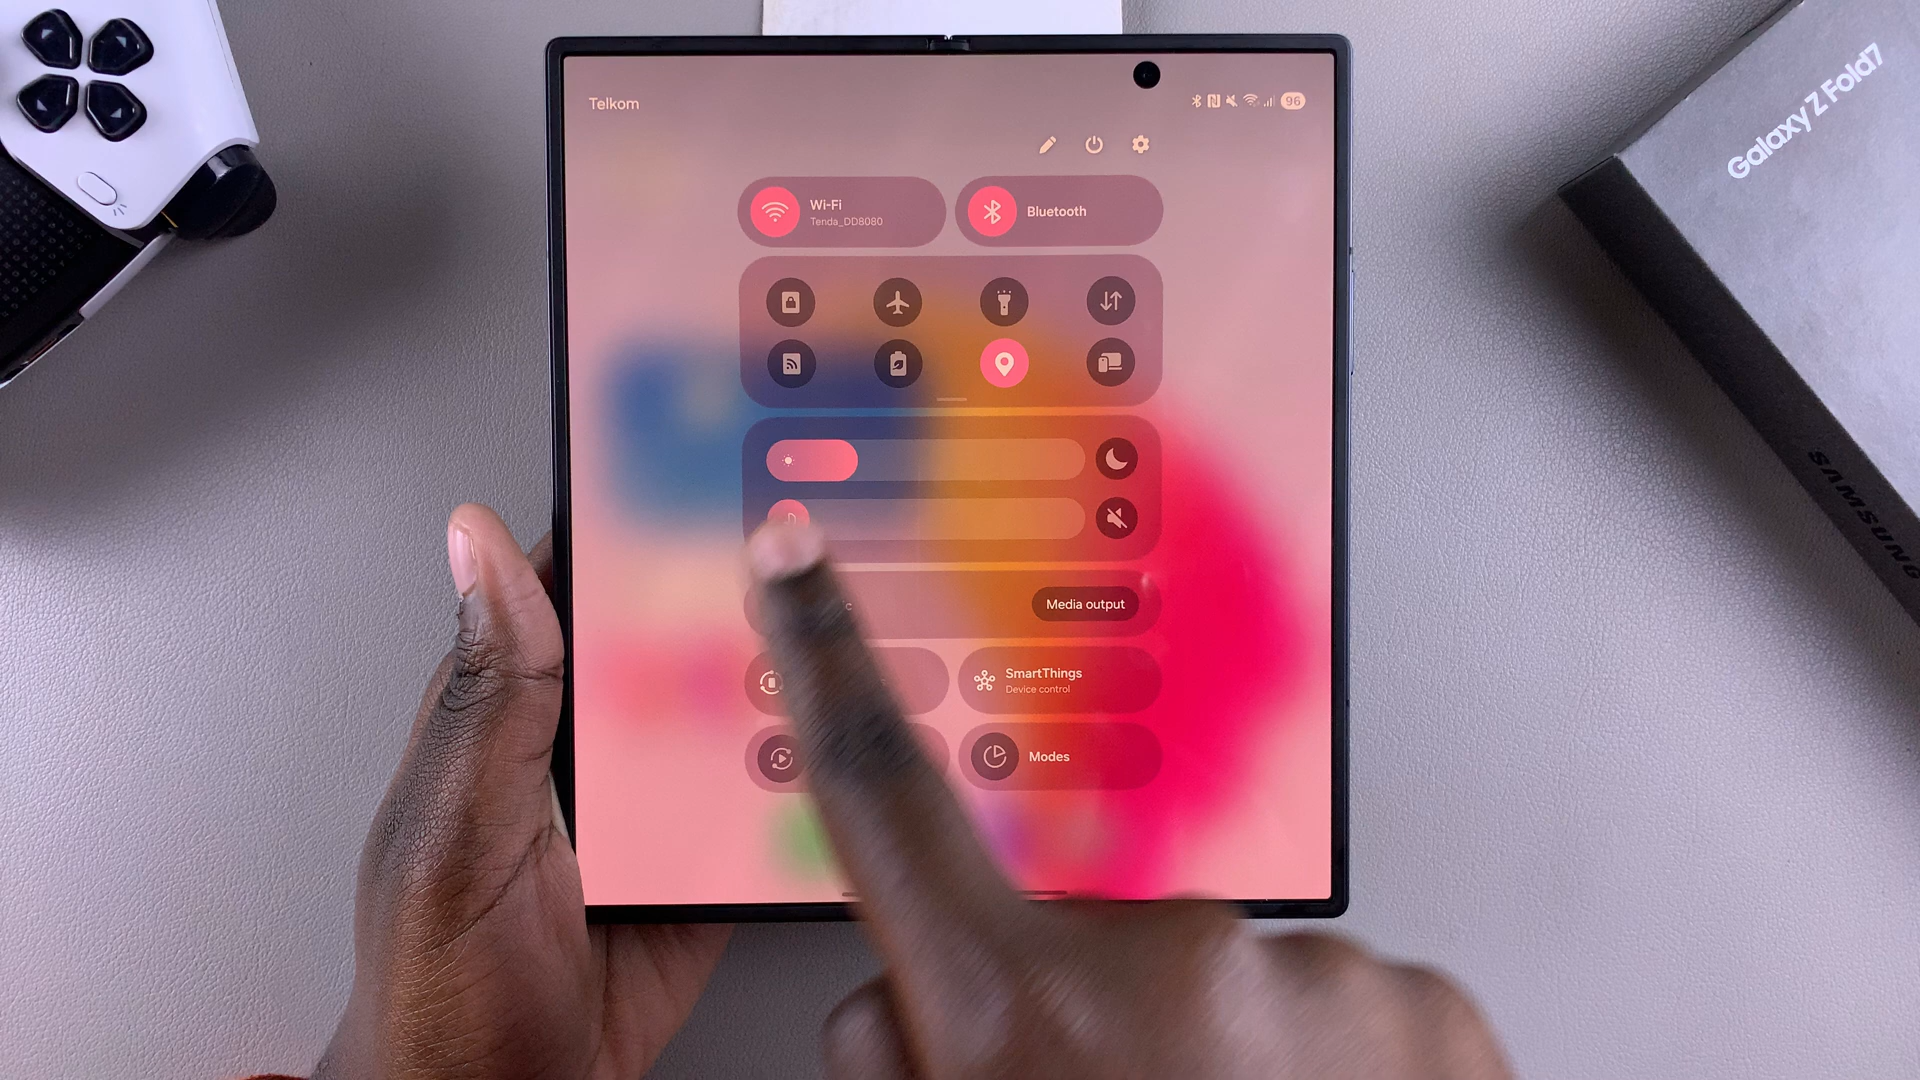 Telkom
96
Wi-Fi
Tenda_DD8080
Bluetooth
Media output
SmartThings
Device control
Modes
Galaxy Z Fold7
SAMSUNG